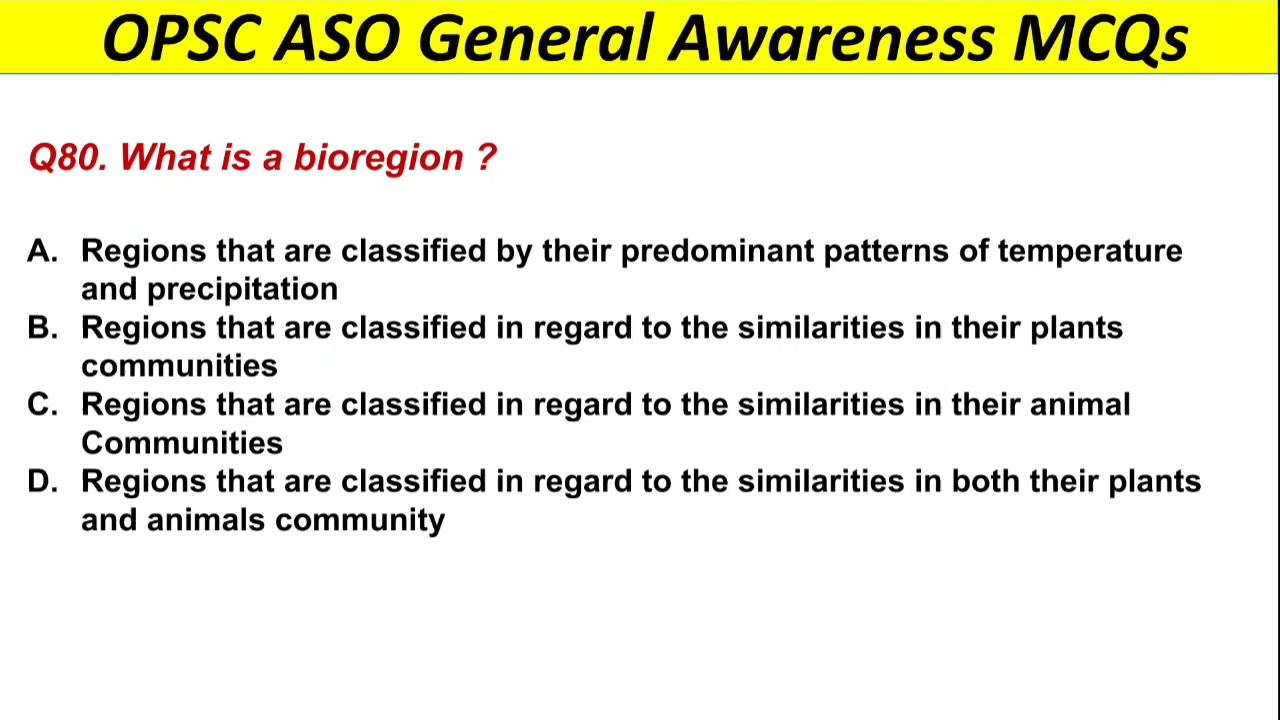 OPSC ASO General Awareness MCQs
Q80. What is a bioregion ?
A. Regions that are classified by their predominant patterns of temperature
and precipitation
B. Regions that are classified in regard to the similarities in their plants
communities
C. Regions that are classified in regard to the similarities in their animal
Communities
D. Regions that are classified in regard to the similarities in both their plants
and animals community